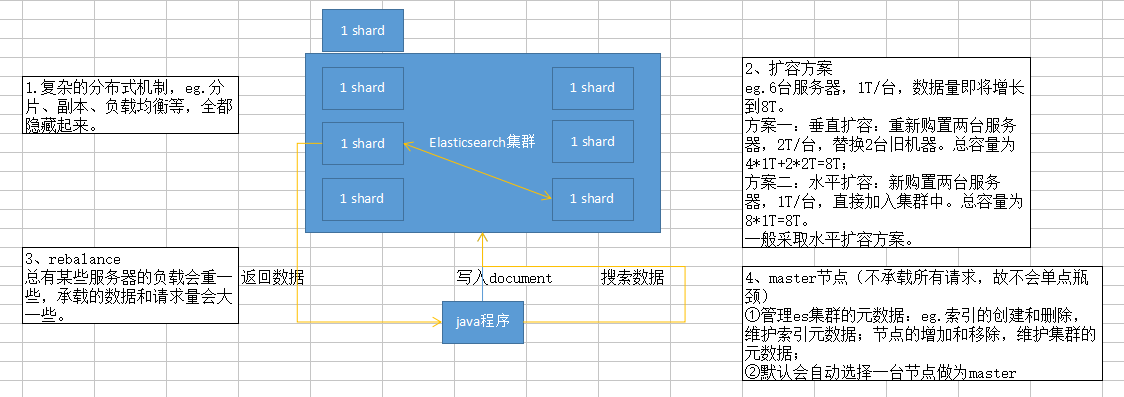 1 shard
1.复杂的分布式机制，eg.分
片、副本、负载均衡等，全都
隐藏起来。
1 shard
1 shard
1 shard
Elasticsearch集群
1 shard
1 shard
1 shard
2、扩容方案
eg.6台服务器，1T/台，数据量即将增长
到8T。
方案一：垂直扩容：重新购置两台服务
器，2T/台，替换2台旧机器。总容量为
4*1T+2*2T=8T；
方案二：水平扩容：新购置两台服务
器，1T/台，直接加入集群中。总容量为
8*1T=8T。
一般采取水平扩容方案。
3、rebalance
总有某些服务器的负载会重一
些，承载的数据和请求量会大
一些。
返回数据
写入document
搜索数据
java程序
4、master节点（不承载所有请求，故不会单点瓶
颈）
①管理es集群的元数据：eg.索引的创建和删除，
维护索引元数据；节点的增加和移除，维护集群的
元数据；
②默认会自动选择一台节点做为master